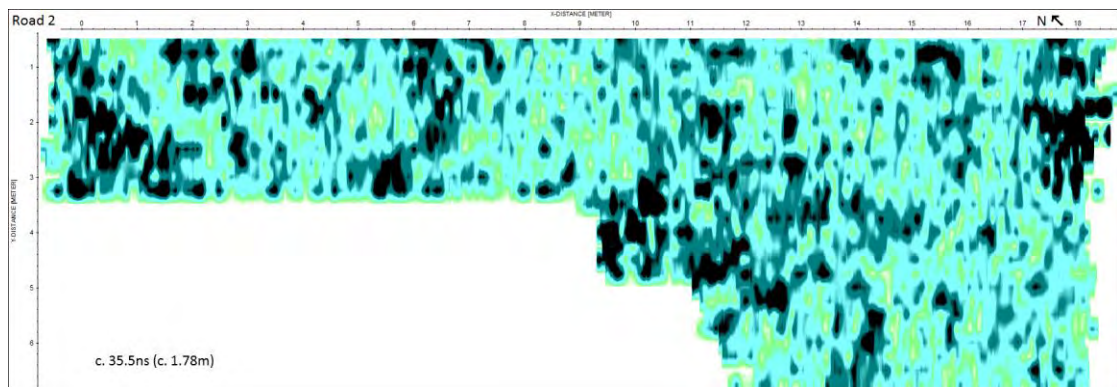 Road 2
X-DISTANCE [METER]
N ↖
0 1 2 3 4 5 6 7 8 9 10 11 12 13 14 15 16 17 18
Y-DISTANCE [METER]
1
2
3
4
5
6
c. 35.5ns (c. 1.78m)